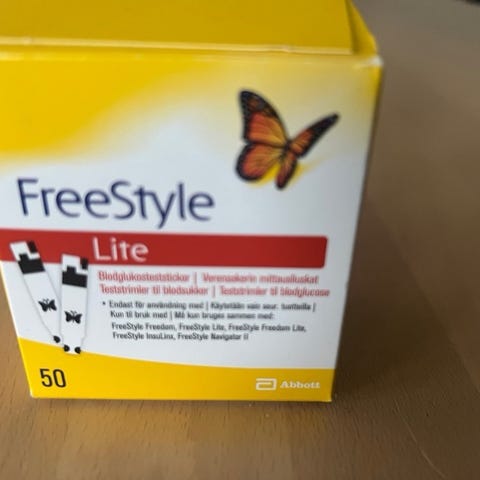 FreeStyle
Lite
Blodglukosteststickor | Verensokerin mittausliuskat
Teststrimler til blodsukker | Teststrimler til blodglucose
• Endast för användning med | Käytetään vain seur. tuotteilla |
Kun til bruk med | Må kun bruges sammen med:
FreeStyle Freedom, FreeStyle Lite, FreeStyle Freedom Lite,
FreeStyle InsuLinx, FreeStyle Navigator II
50
Abbott